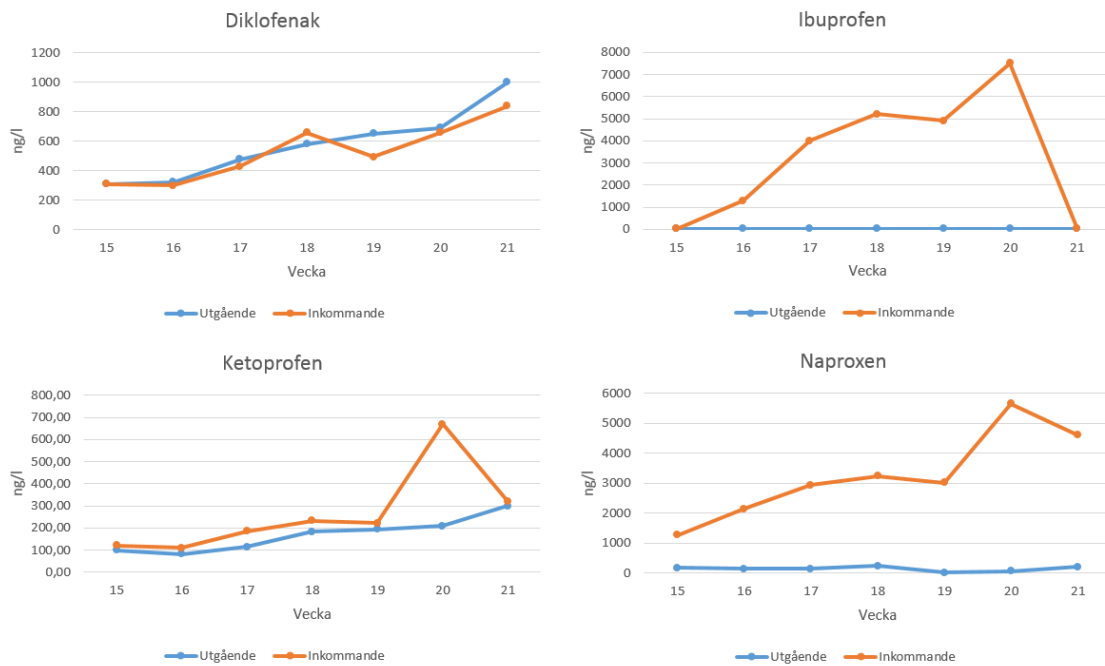 Diklofenak
1200
1000
800
600
400
200
0
ng/l
15 16 17 18 19 20 21
Vecka
Utgående Inkommande
Ibuprofen
8000
7000
6000
5000
4000
3000
2000
1000
0
ng/l
15 16 17 18 19 20 21
Vecka
Utgående Inkommande
Ketoprofen
800,00
700,00
600,00
500,00
400,00
300,00
200,00
100,00
0,00
ng/l
15 16 17 18 19 20 21
Vecka
Utgående Inkommande
Naproxen
6000
5000
4000
3000
2000
1000
0
ng/l
15 16 17 18 19 20 21
Vecka
Utgående Inkommande